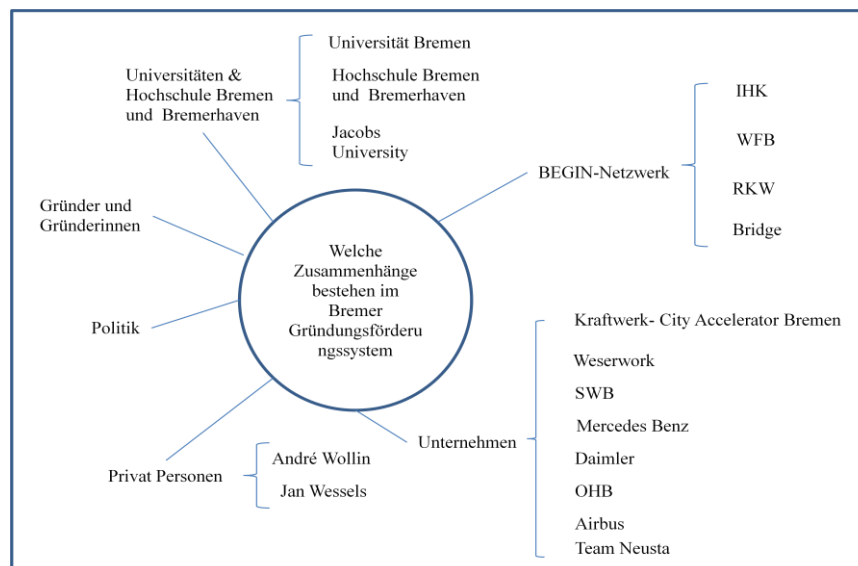 Universitäten &
Hochschule Bremen
und Bremerhaven
Universität Bremen
Hochschule Bremen
und Bremerhaven
Jacobs
University
BEGIN-Netzwerk
IHK
WFB
RKW
Bridge
Gründer und
Gründerinnen
Welche
Zusammenhänge
bestehen im
Bremer
Gründungsförderu
ngssystem
Politik
Privat Personen
André Wollin
Jan Wessels
Unternehmen
Kraftwerk- City Accelerator Bremen
Weserwork
SWB
Mercedes Benz
Daimler
OHB
Airbus
Team Neusta